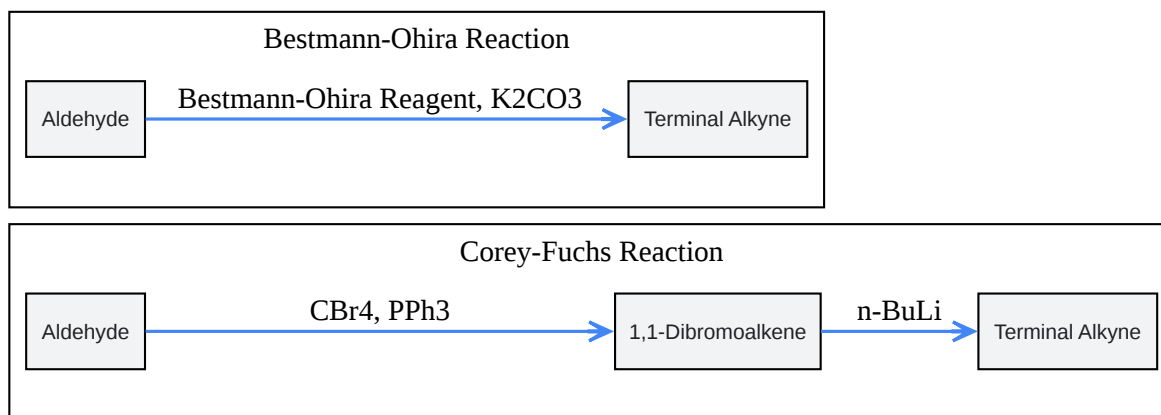 Bestmann-Ohira Reaction
Aldehyde
Bestmann-Ohira Reagent, K2CO3
Terminal Alkyne
Corey-Fuchs Reaction
Aldehyde
CBr4, PPh3
1,1-Dibromoalkene
n-BuLi
Terminal Alkyne